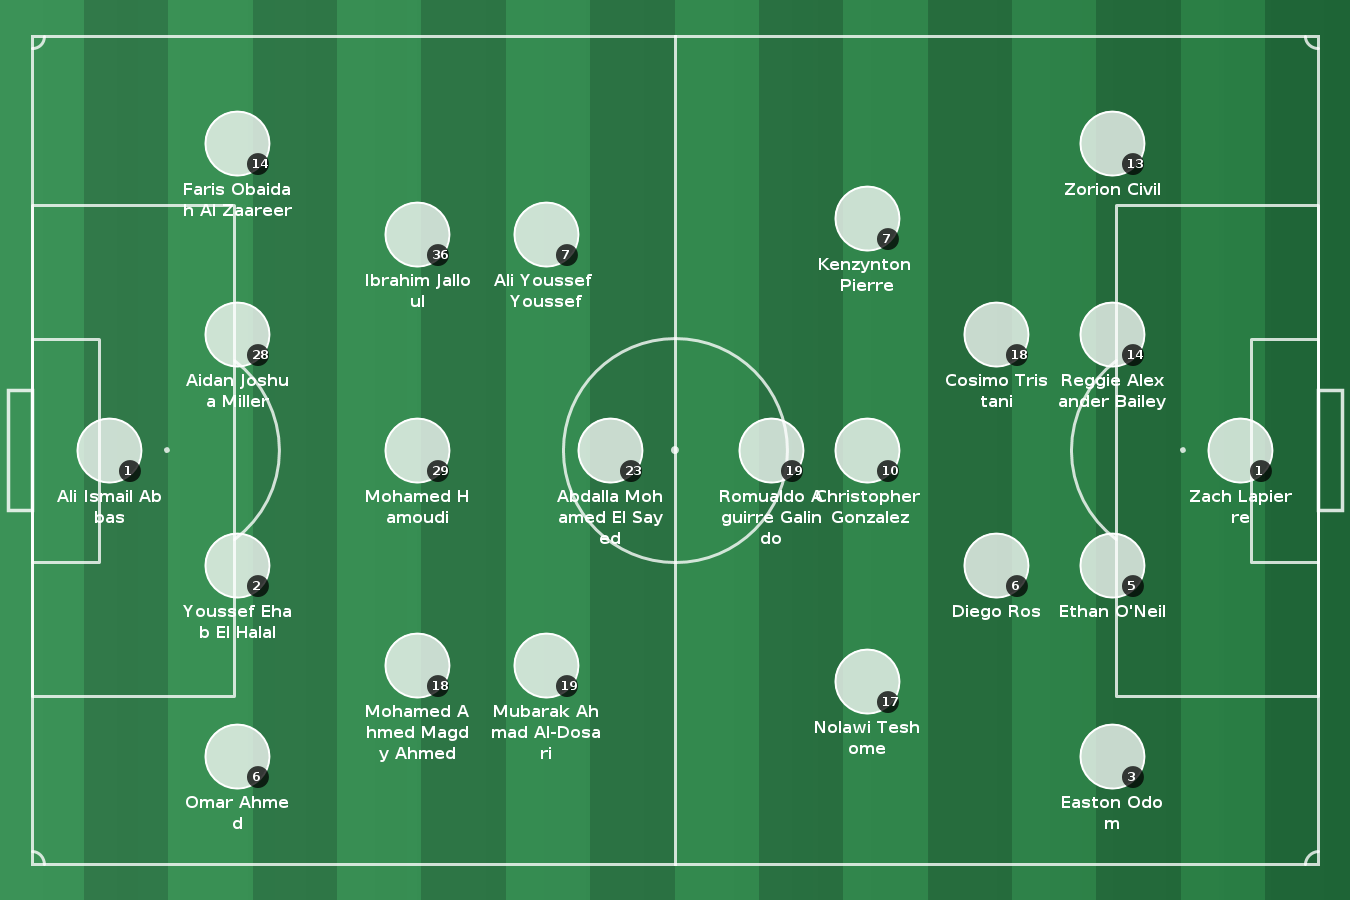 14
Faris Obaida
h Al Zaareer
13
Zorion Civil
36
Ibrahim Jallo
ul
7
Ali Youssef
Youssef
7
Kenzynton
Pierre
28
Aidan Joshu
a Miller
18
Cosimo Tris
tani
14
Reggie Alex
ander Bailey
1
Ali Ismail Ab
bas
29
Mohamed H
amoudi
23
Abdalla Moh
amed El Say
ed
19
Romualdo A
guirre Galin
do
10
Christopher
Gonzalez
1
Zach Lapier
re
2
Youssef Eha
b El Halal
6
Diego Ros
5
Ethan O'Neil
18
Mohamed A
hmed Magd
y Ahmed
19
Mubarak Ah
mad Al-Dosa
ri
17
Nolawi Tesh
ome
6
Omar Ahme
d
3
Easton Odo
m